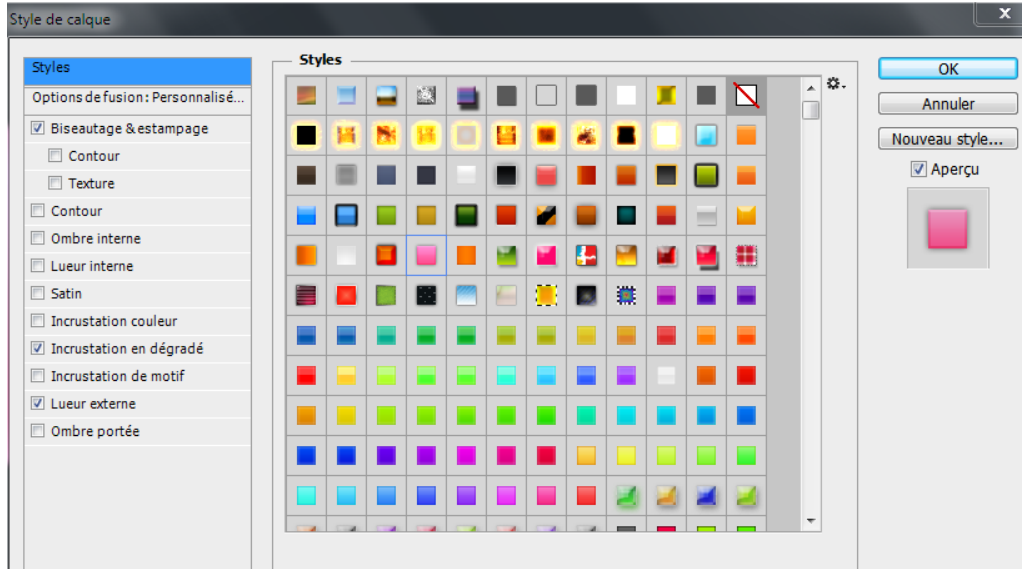 Style de calque
Styles
Options de fusion : Personnalisé...
Biseautage & estampage
Contour
Texture
Contour
Ombre interne
Lueur interne
Satin
Incrustation couleur
Incrustation en dégradé
Incrustation de motif
Lueur externe
Ombre portée
Styles
OK
Annuler
Nouveau style...
Aperçu